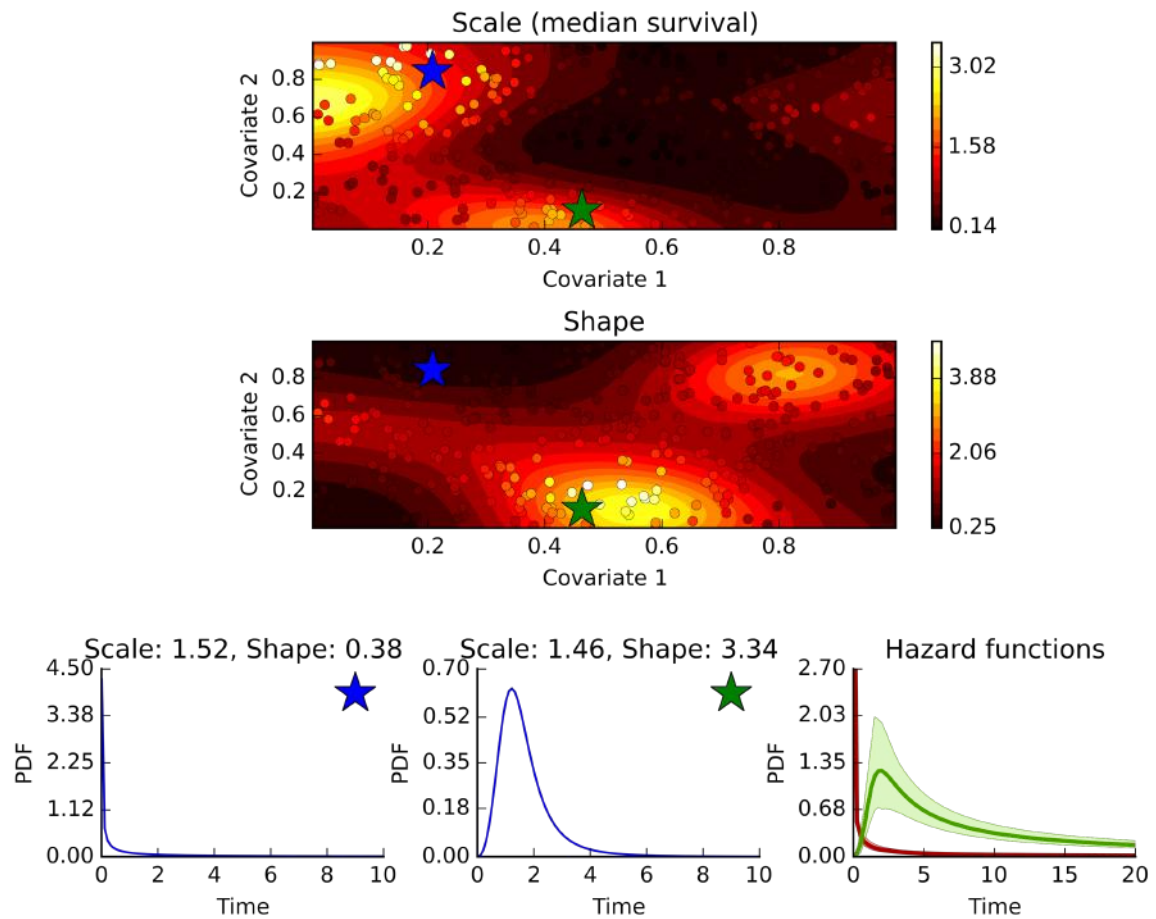 Scale (median survival)
Covariate 2
0.8
0.6
0.4
0.2
0.2 0.4 0.6 0.8
Covariate 1
3.02
1.58
0.14
Shape
Covariate 2
0.8
0.6
0.4
0.2
0.2 0.4 0.6 0.8
Covariate 1
3.88
2.06
0.25
Scale: 1.52, Shape: 0.38
PDF
4.50
3.38
2.25
1.12
0.00
0 2 4 6 8 10
Time
Scale: 1.46, Shape: 3.34
PDF
0.70
0.52
0.35
0.18
0.00
0 2 4 6 8 10
Time
Hazard functions
PDF
2.70
2.03
1.35
0.68
0.00
0 5 10 15 20
Time